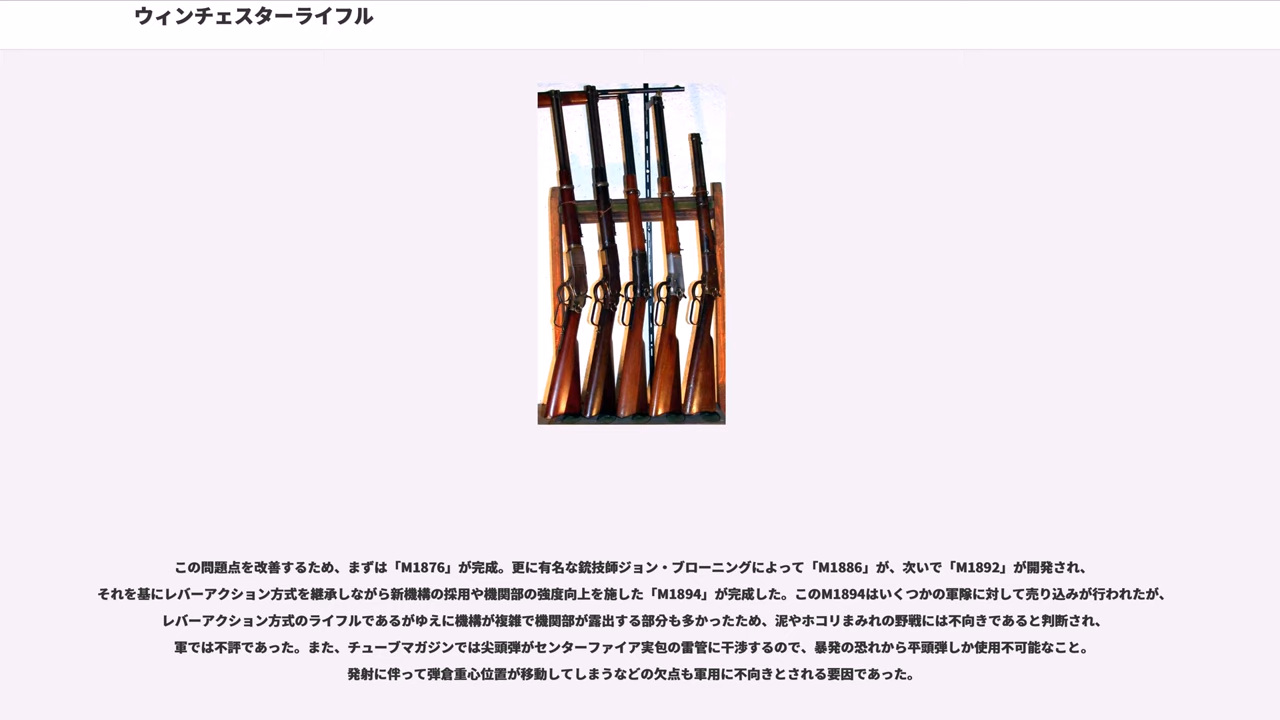 ウィンチェスターライフル
この問題点を改善するため、まずは「M1876」が完成。更に有名な銃技師ジョン・ブローニングによって「M1886」が、次いで「M1892」が開発され、
それを基にレバーアクション方式を継承しながら新機構の採用や機関部の強度向上を施した「M1894」が完成した。このM1894はいくつかの軍隊に対して売り込みが行われたが、
レバーアクション方式のライフルであるがゆえに機構が複雑で機関部が露出する部分も多かったため、泥やホコリまみれの野戦には不向きであると判断され、
軍では不評であった。また、チューブマガジンでは尖頭弾がセンターファイア実包の雷管に干渉するので、暴発の恐れから平頭弾しか使用不可能なこと。
発射に伴って弾倉重心位置が移動してしまうなどの欠点も軍用に不向きとされる要因であった。